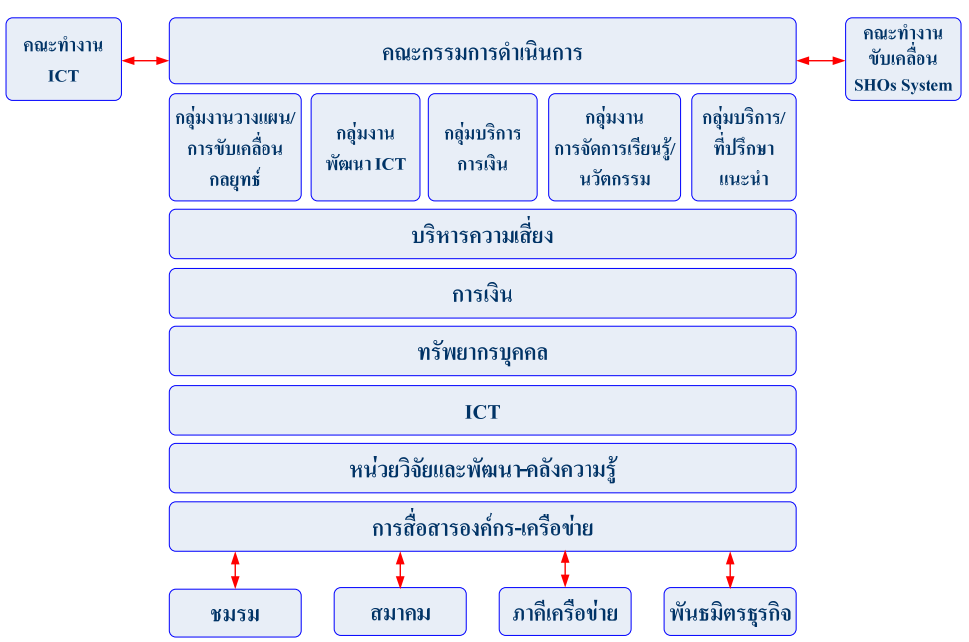 คณะทำงาน
ICT
คณะกรรมการดำเนินการ
คณะทำงาน
ขับเคลื่อน
SHOs System
กลุ่มงานวางแผน/
การขับเคลื่อน
กลยุทธ์
กลุ่มงาน
พัฒนา ICT
กลุ่มบริการ
การเงิน
กลุ่มงาน
การจัดการเรียนรู้/
นวัตกรรม
กลุ่มบริการ/
ที่ปรึกษา
แนะนำ
บริหารความเสี่ยง
การเงิน
ทรัพยากรบุคคล
ICT
หน่วยวิจัยและพัฒนา-คลังความรู้
การสื่อสารองค์กร-เครือข่าย
ชมรม
สมาคม
ภาคีเครือข่าย
พันธมิตรธุรกิจ